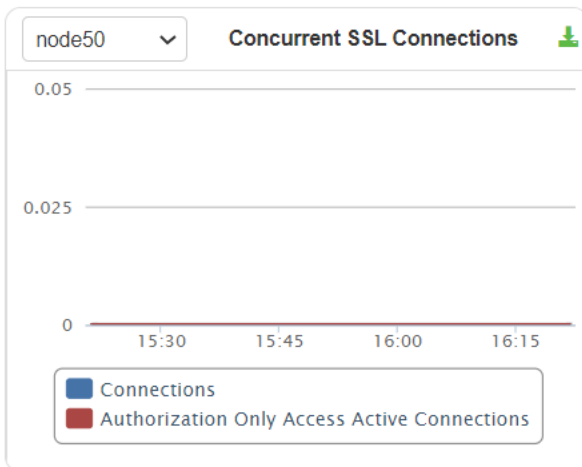 node50
Concurrent SSL Connections
0.05
0.025
0
15:30 15:45 16:00 16:15
Connections
Authorization Only Access Active Connections